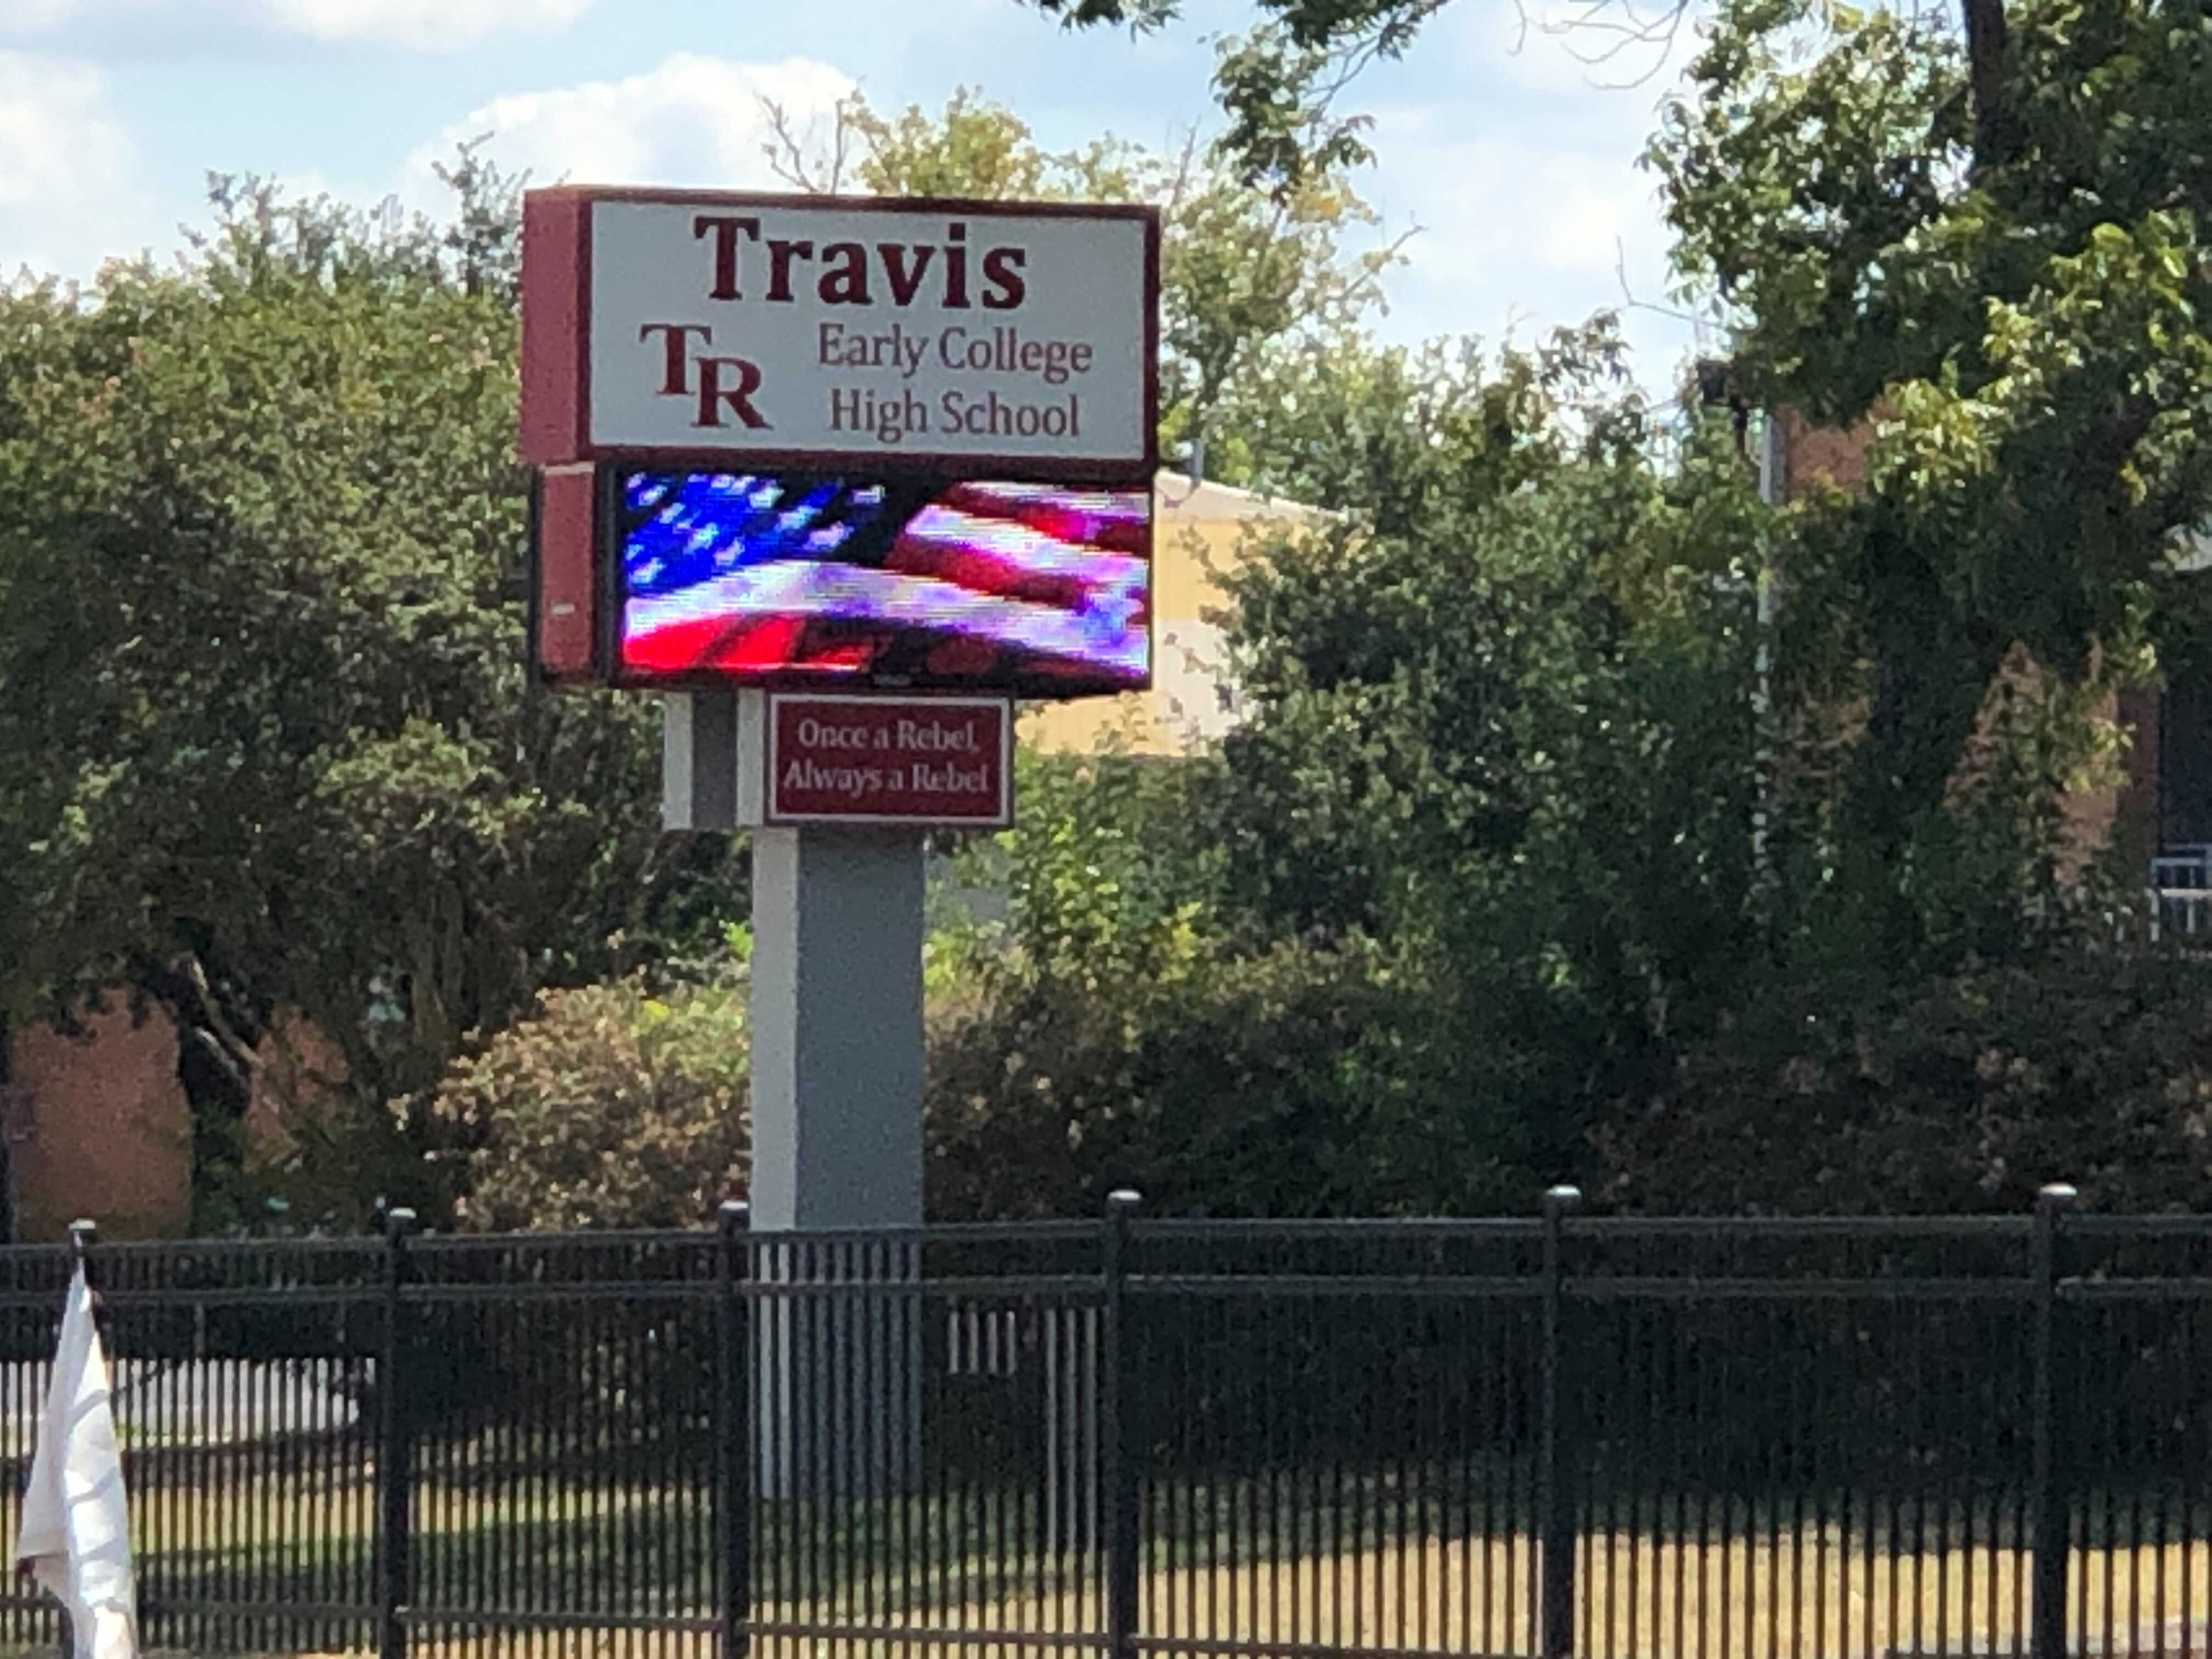 Travis
TR
Early College
High School
Once a Rebel,
Always a Rebel